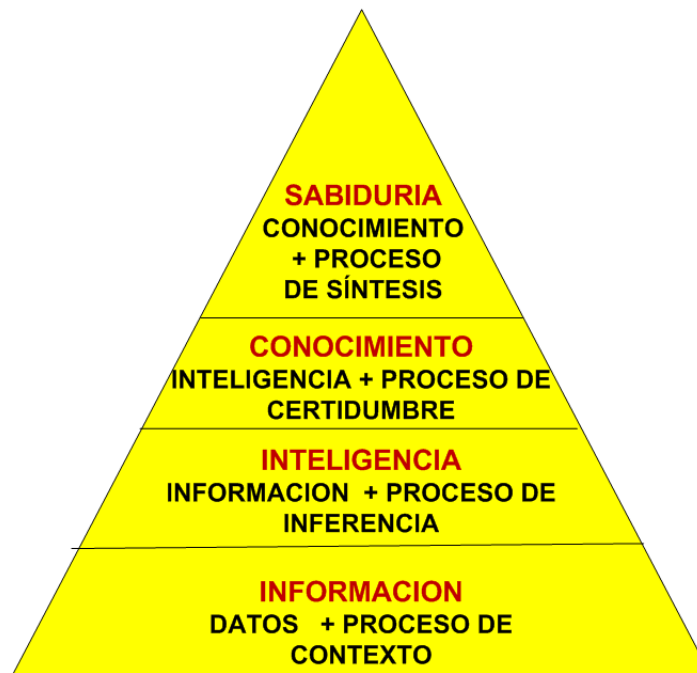 SABIDURIA
CONOCIMIENTO
+ PROCESO
DE SÍNTESIS
CONOCIMIENTO
INTELIGENCIA + PROCESO DE
CERTIDUMBRE
INTELIGENCIA
INFORMACION + PROCESO DE
INFERENCIA
INFORMACION
DATOS + PROCESO DE
CONTEXTO